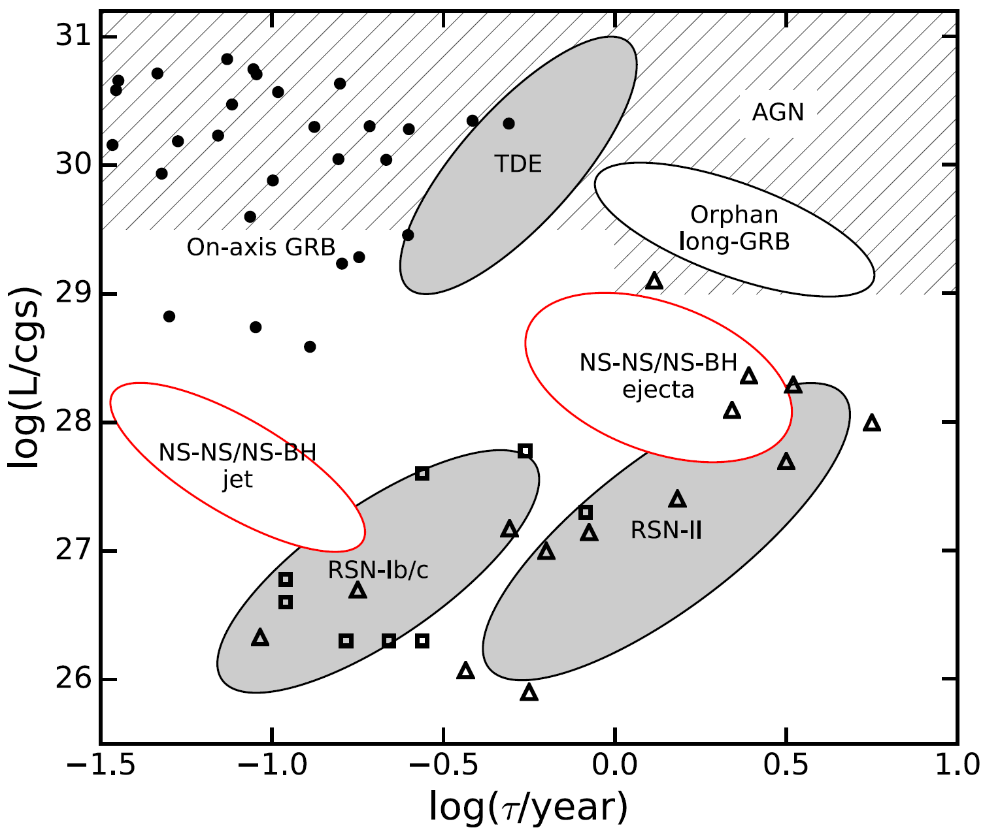 31
30
29
28
27
26
log(L/cgs)
AGN
TDE
Orphan
long-GRB
On-axis GRB
NS-NS/NS-BH
ejecta
NS-NS/NS-BH
jet
RSN-II
RSN-Ib/c
−1.5
−1.0
−0.5
0.0
0.5
1.0
log(τ/year)